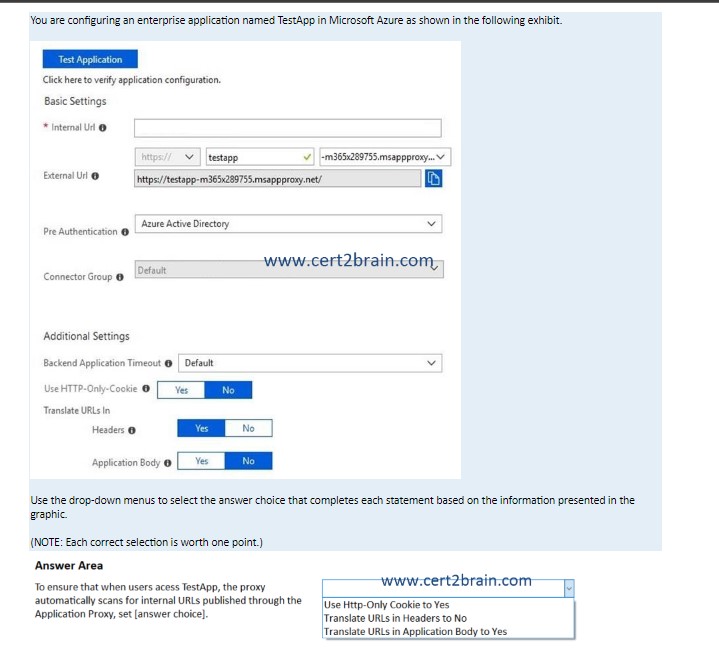 You are configuring an enterprise application named TestApp in Microsoft Azure as shown in the following exhibit.
Test Application
Click here to verify application configuration.
Basic Settings
* Internal Url
https:// testapp -m365x289755.msappproxy...
External Url https://testapp-m365x289755.msappproxy.net/
Pre Authentication Azure Active Directory
www.cert2brain.com
Connector Group Default
Additional Settings
Backend Application Timeout Default
Use HTTP-Only-Cookie Yes No
Translate URLs In
Headers Yes No
Application Body Yes No
Use the drop-down menus to select the answer choice that completes each statement based on the information presented in the
graphic.
(NOTE: Each correct selection is worth one point.)
Answer Area
To ensure that when users acess TestApp, the proxy
automatically scans for internal URLs published through the
Application Proxy, set [answer choice].
www.cert2brain.com
Use Http-Only Cookie to Yes
Translate URLs in Headers to No
Translate URLs in Application Body to Yes